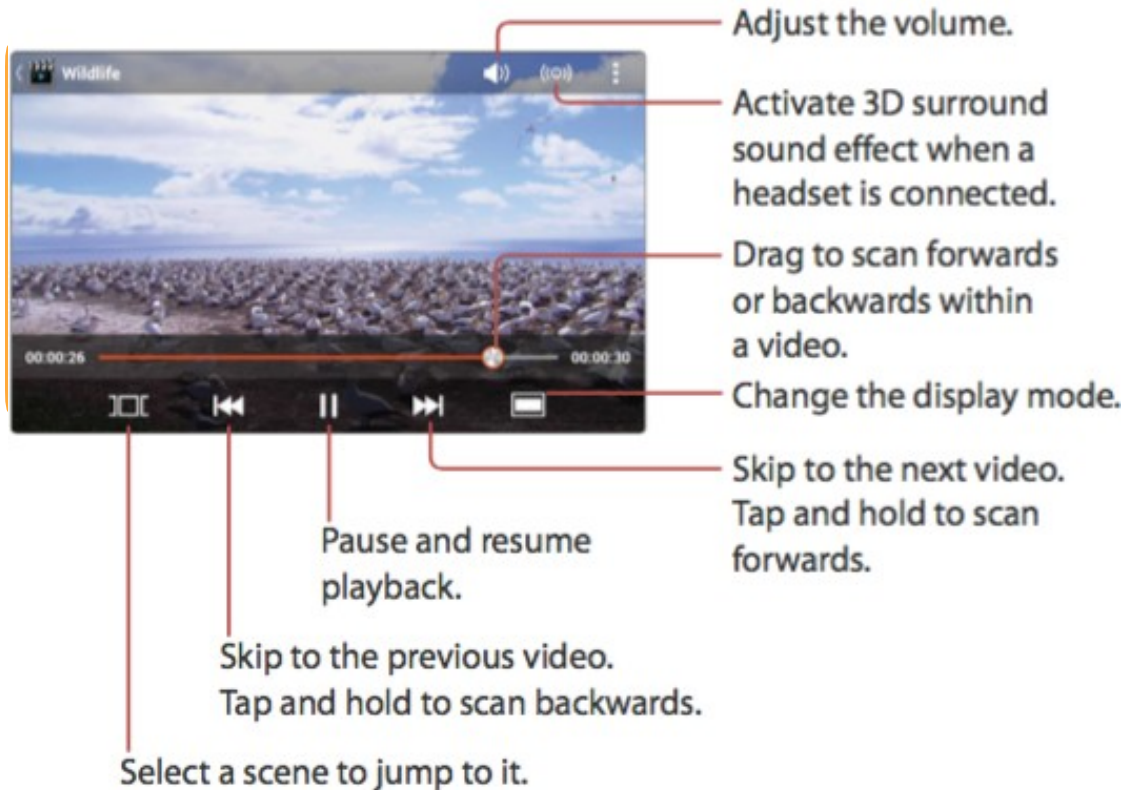 Adjust the volume.
Wildlife
Activate 3D surround
sound effect when a
headset is connected.
Drag to scan forwards
or backwards within
a video.
00:00:26
00:00:30
Change the display mode.
Skip to the next video.
Tap and hold to scan
forwards.
Pause and resume
playback.
Skip to the previous video.
Tap and hold to scan backwards.
Select a scene to jump to it.